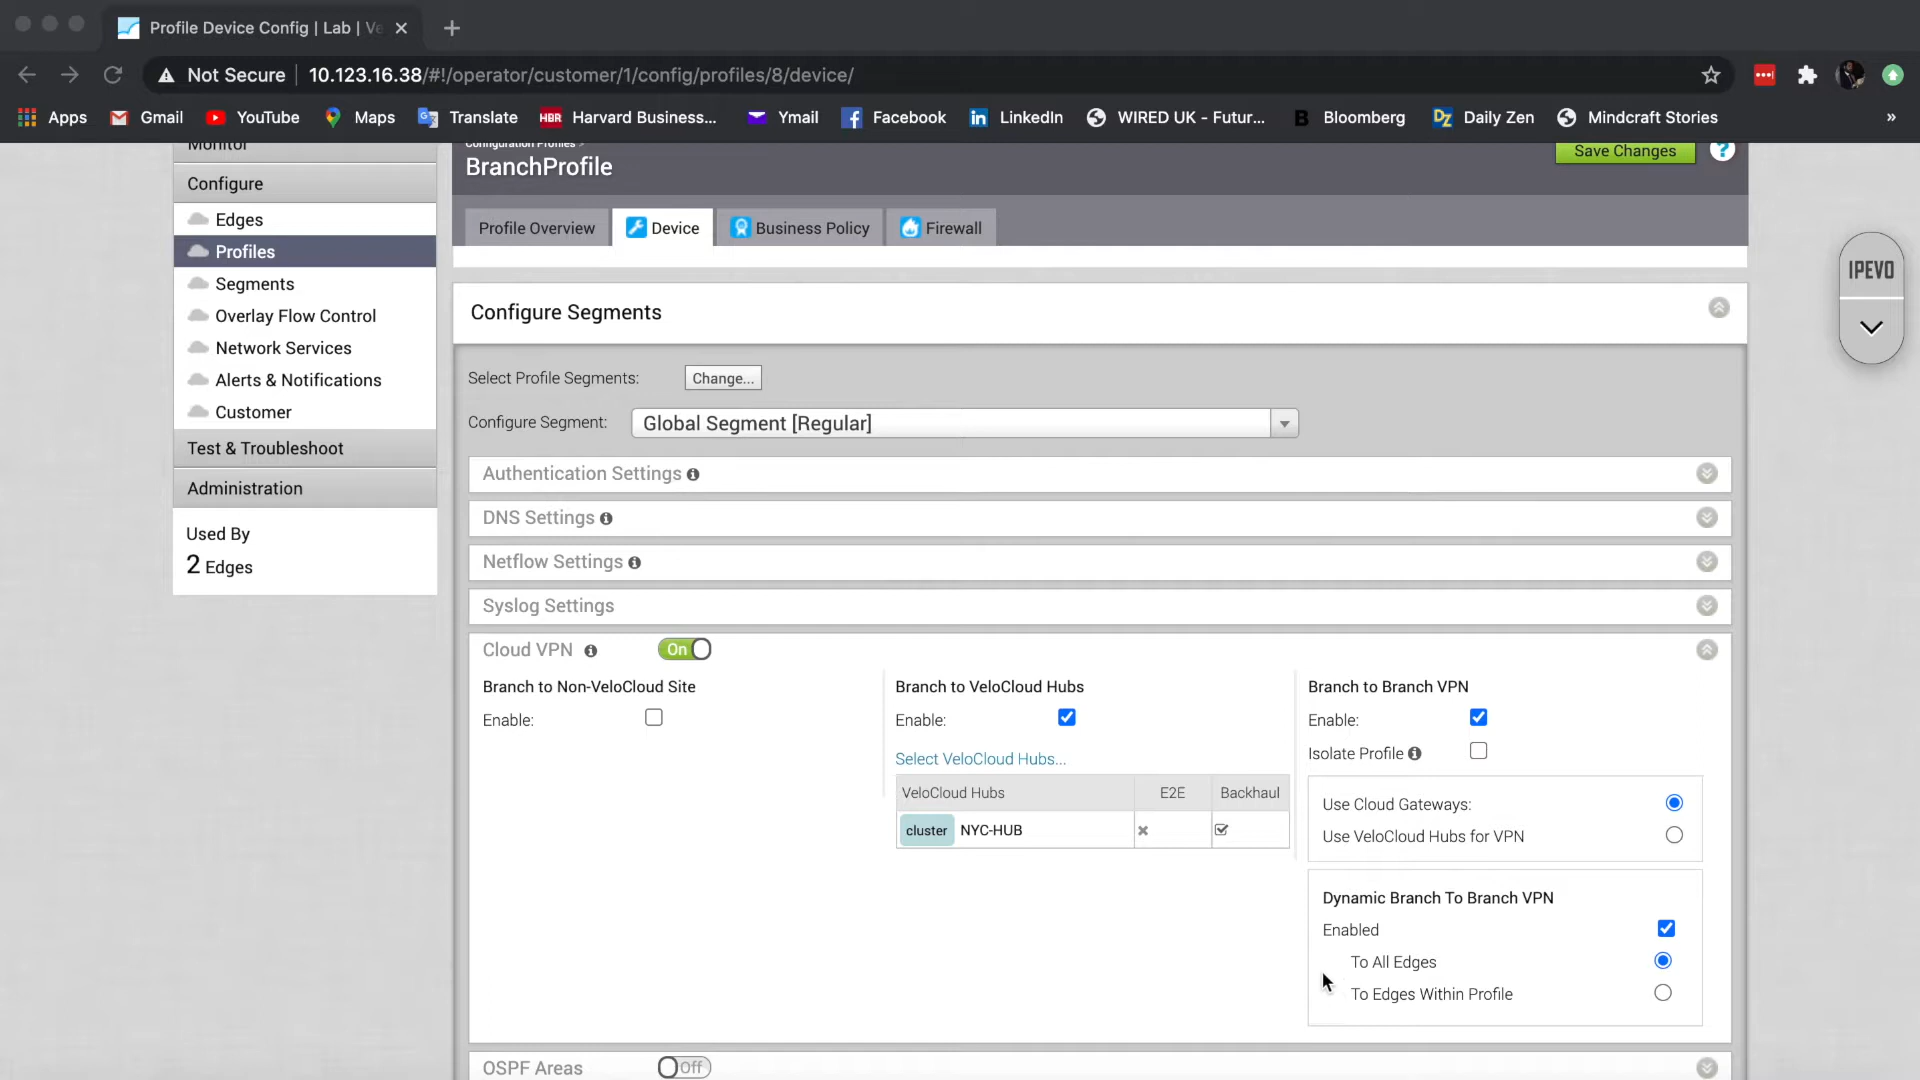 Profile Device Config | Lab | Ve
Not Secure 10.123.16.38/#!/operator/customer/1/config/profiles/8/device/
Apps Gmail YouTube Maps Translate HBR Harvard Business... Ymail Facebook LinkedIn WIRED UK - Futur... B Bloomberg DZ Daily Zen Mindcraft Stories »
Monitor
Configure
Edges
Profiles
Segments
Overlay Flow Control
Network Services
Alerts & Notifications
Customer
Test & Troubleshoot
Administration
Used By
2 Edges
Configuration Profiles >
BranchProfile
Save Changes ?
Profile Overview Device Business Policy Firewall
IPEVO
Configure Segments
Select Profile Segments: Change...
Configure Segment: Global Segment [Regular]
Authentication Settings
DNS Settings
Netflow Settings
Syslog Settings
Cloud VPN On
Branch to Non-VeloCloud Site
Enable:
Branch to VeloCloud Hubs
Enable:
Select VeloCloud Hubs...
VeloCloud Hubs E2E Backhaul
cluster NYC-HUB
Branch to Branch VPN
Enable:
Isolate Profile
Use Cloud Gateways:
Use VeloCloud Hubs for VPN
Dynamic Branch To Branch VPN
Enabled
To All Edges
To Edges Within Profile
OSPF Areas Off